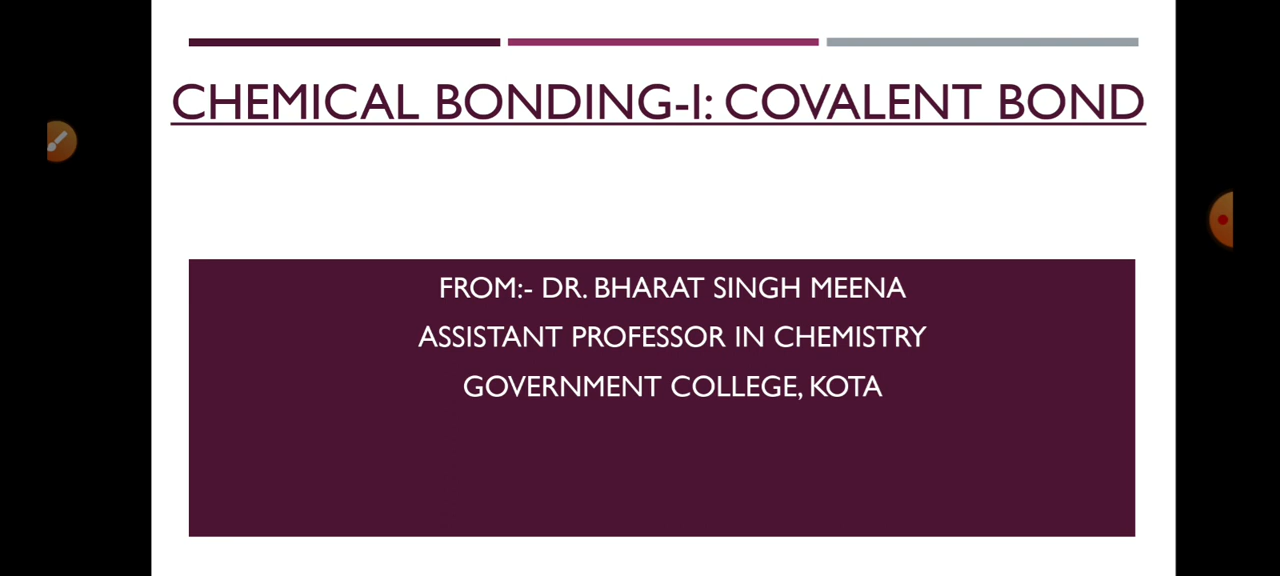 CHEMICAL BONDING-I: COVALENT BOND
FROM:- DR. BHARAT SINGH MEENA
ASSISTANT PROFESSOR IN CHEMISTRY
GOVERNMENT COLLEGE, KOTA